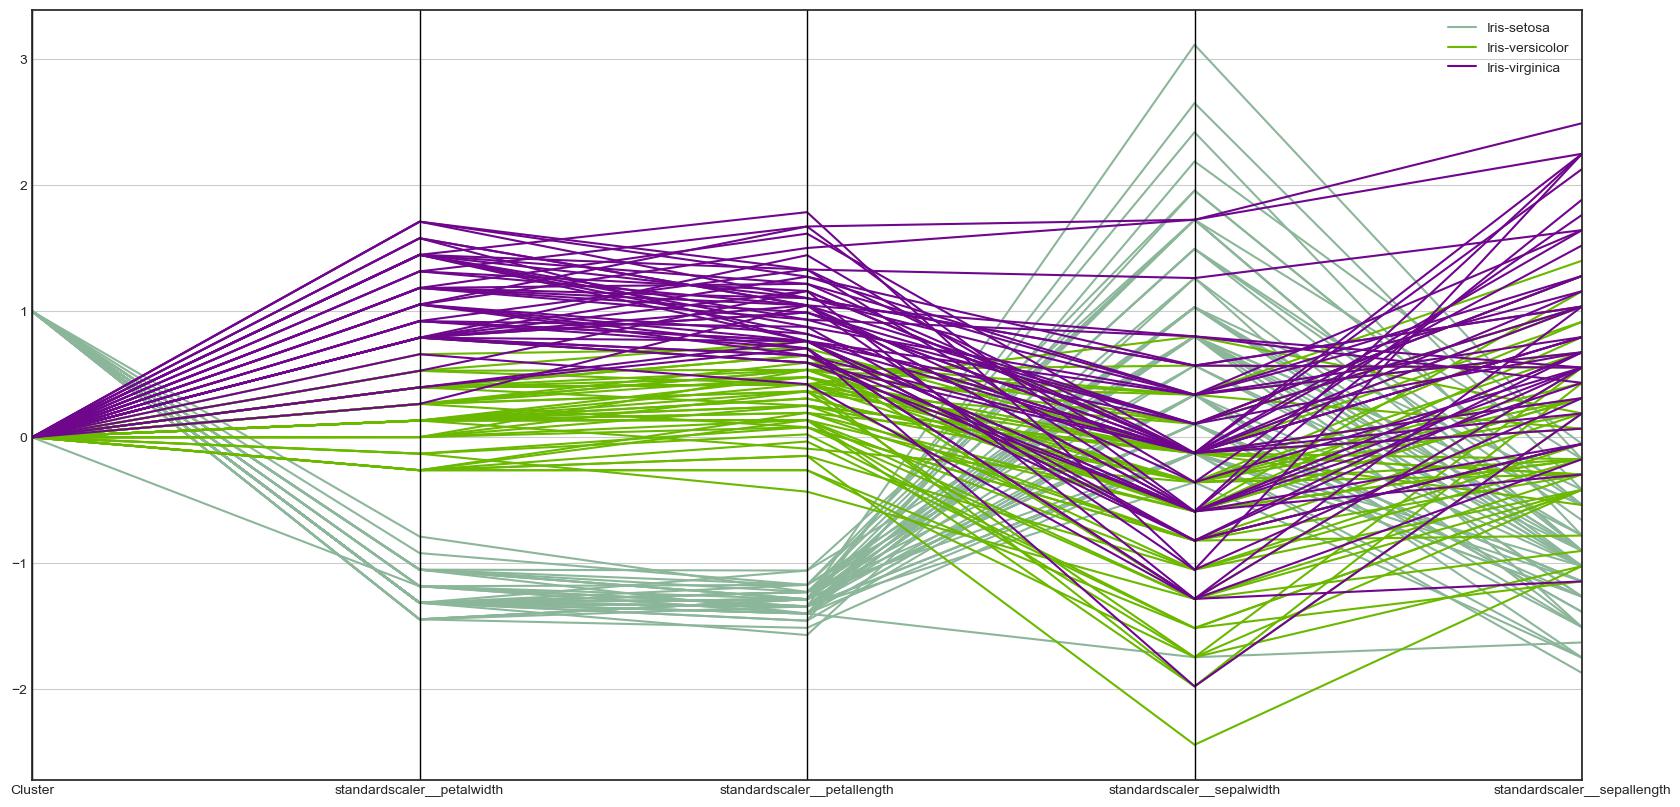 Iris-setosa
Iris-versicolor
Iris-virginica
3
2
1
0
−1
−2
Cluster standardscaler__petalwidth standardscaler__petallength standardscaler__sepalwidth standardscaler__sepallength